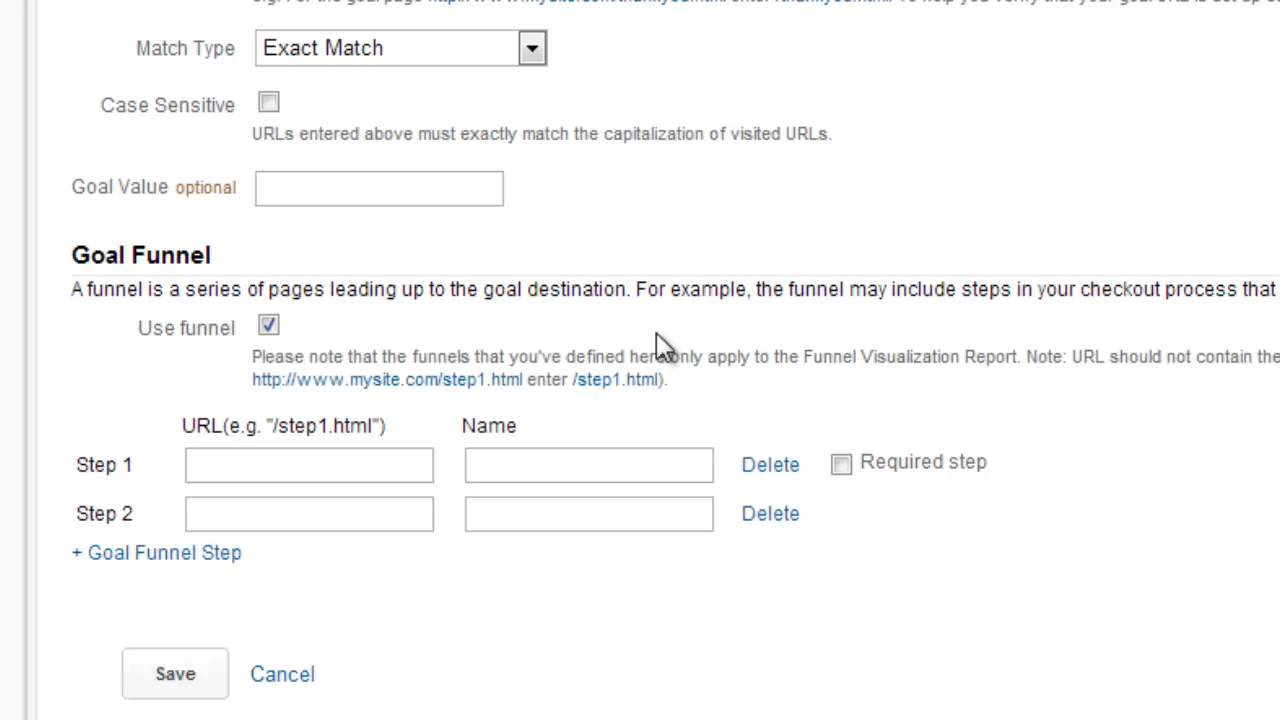 Match Type Exact Match
Case Sensitive
URLs entered above must exactly match the capitalization of visited URLs.
Goal Value optional
Goal Funnel
A funnel is a series of pages leading up to the goal destination. For example, the funnel may include steps in your checkout process that
Use funnel
Please note that the funnels that you've defined here only apply to the Funnel Visualization Report. Note: URL should not contain the
http://www.mysite.com/step1.html enter /step1.html).
URL(e.g. "/step1.html") Name
Step 1 Delete Required step
Step 2 Delete
+ Goal Funnel Step
Save Cancel